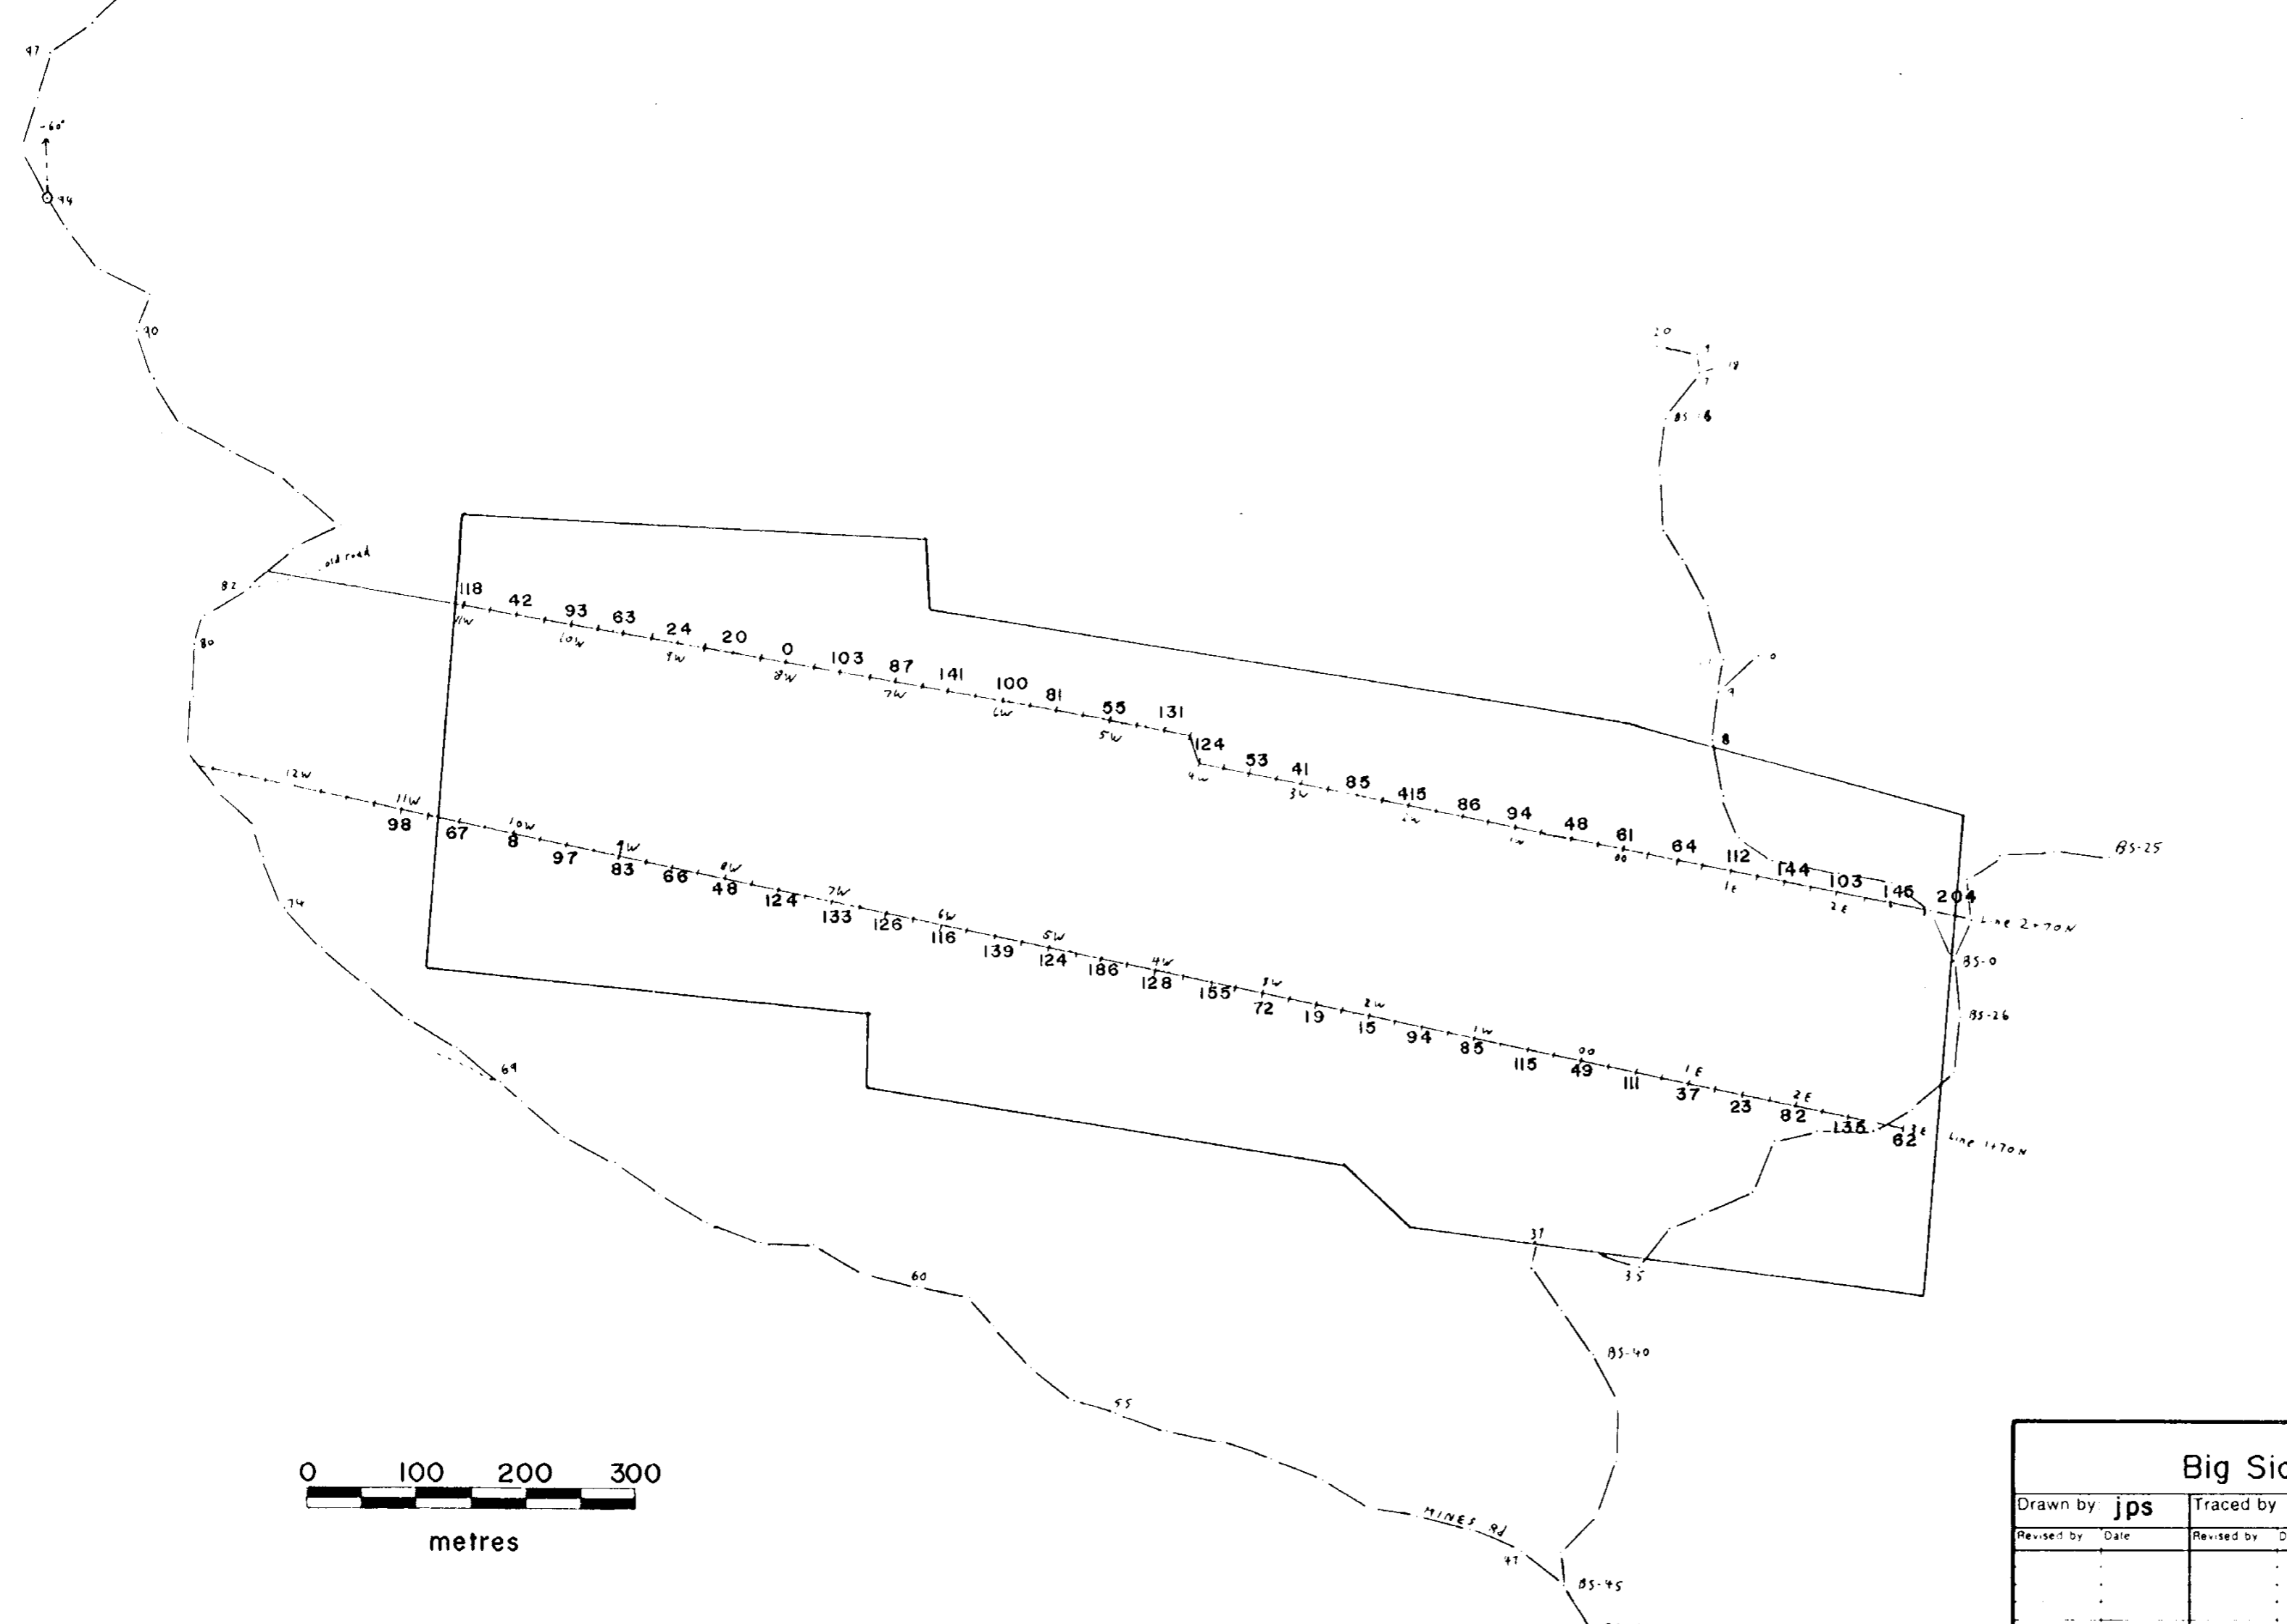 97
-60°
94
90
20
9
18
7
BS-16
old road
82
80
118 42 93 63 24 20 0 103 87 141 100 81 55 131
11W 10W 9W 8W 7W 6W 5W
0
9
8
124 53 41 85 415 86 94 48 61 64 112 144 103 146 204
4W 3W 2W 1W 00 1E 2E
Line 2+70N
BS-25
BS-0
BS-26
12W 11W 10W 9W 8W 7W 6W 5W 4W 3W 2W 1W 00 1E 2E 3E
98 67 8 97 83 66 48 124 133 126 116 139 124 186 128 155 72 19 15 94 85 115 49 111 37 23 82 135 62
Line 1+70N
74
69
60
55
37
35
BS-40
MINES Rd
47
BS-45
0 100 200 300
metres
Big
Drawn by: jps Traced by
Revised by Date Revised by